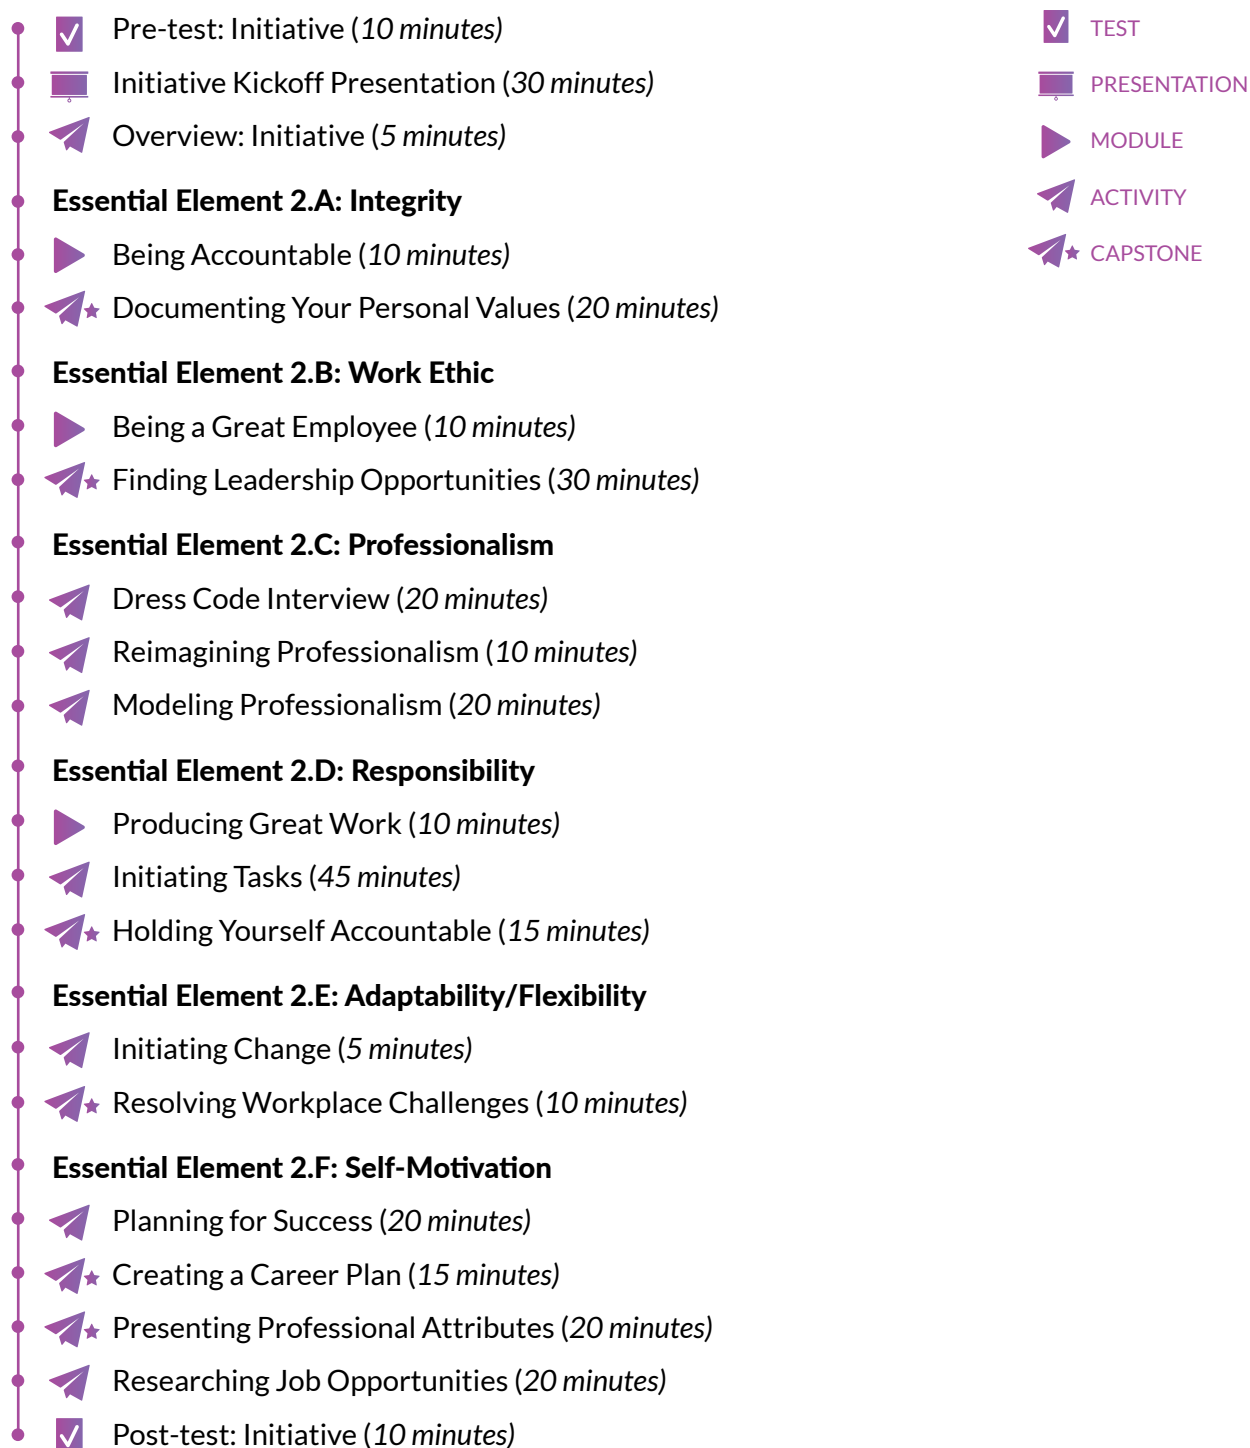 Pre-test: Initiative (10 minutes)
Initiative Kickoff Presentation (30 minutes)
Overview: Initiative (5 minutes)
Essential Element 2.A: Integrity
Being Accountable (10 minutes)
Documenting Your Personal Values (20 minutes)
Essential Element 2.B: Work Ethic
Being a Great Employee (10 minutes)
Finding Leadership Opportunities (30 minutes)
Essential Element 2.C: Professionalism
Dress Code Interview (20 minutes)
Reimagining Professionalism (10 minutes)
Modeling Professionalism (20 minutes)
Essential Element 2.D: Responsibility
Producing Great Work (10 minutes)
Initiating Tasks (45 minutes)
Holding Yourself Accountable (15 minutes)
Essential Element 2.E: Adaptability/Flexibility
Initiating Change (5 minutes)
Resolving Workplace Challenges (10 minutes)
Essential Element 2.F: Self-Motivation
Planning for Success (20 minutes)
Creating a Career Plan (15 minutes)
Presenting Professional Attributes (20 minutes)
Researching Job Opportunities (20 minutes)
Post-test: Initiative (10 minutes)
TEST
PRESENTATION
MODULE
ACTIVITY
CAPSTONE